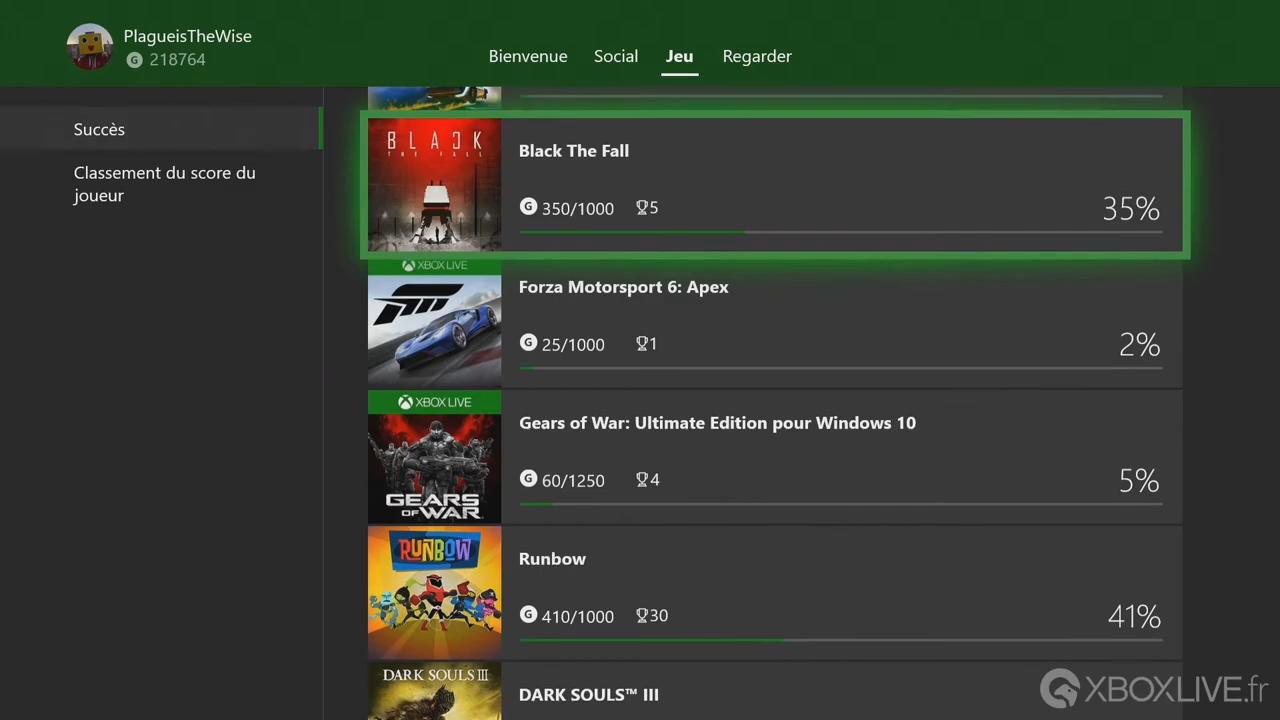 PlagueisTheWise
G 218764
Bienvenue Social Jeu Regarder
Succès
Classement du score du
joueur
BLACK
THE FALL
Black The Fall
G 350/1000 5
35%
XBOX LIVE
Forza Motorsport 6: Apex
G 25/1000 1
2%
XBOX LIVE
GEARS
OF WAR
Gears of War: Ultimate Edition pour Windows 10
G 60/1250 4
5%
RUNBOW
Runbow
G 410/1000 30
41%
DARK SOULS III
DARK SOULS™ III
XBOXLIVE.fr